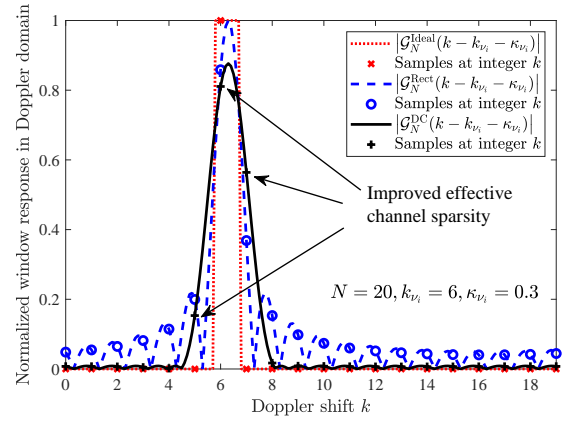 Normalized window response in Doppler domain
1
0.8
0.6
0.4
0.2
0
0 2 4 6 8 10 12 14 16 18
Doppler shift k
|𝒢_N^Ideal(k − k_{ν_i} − κ_{ν_i})|
Samples at integer k
|𝒢_N^Rect(k − k_{ν_i} − κ_{ν_i})|
Samples at integer k
|𝒢_N^DC(k − k_{ν_i} − κ_{ν_i})|
Samples at integer k
Improved effective
channel sparsity
N = 20, k_{ν_i} = 6, κ_{ν_i} = 0.3